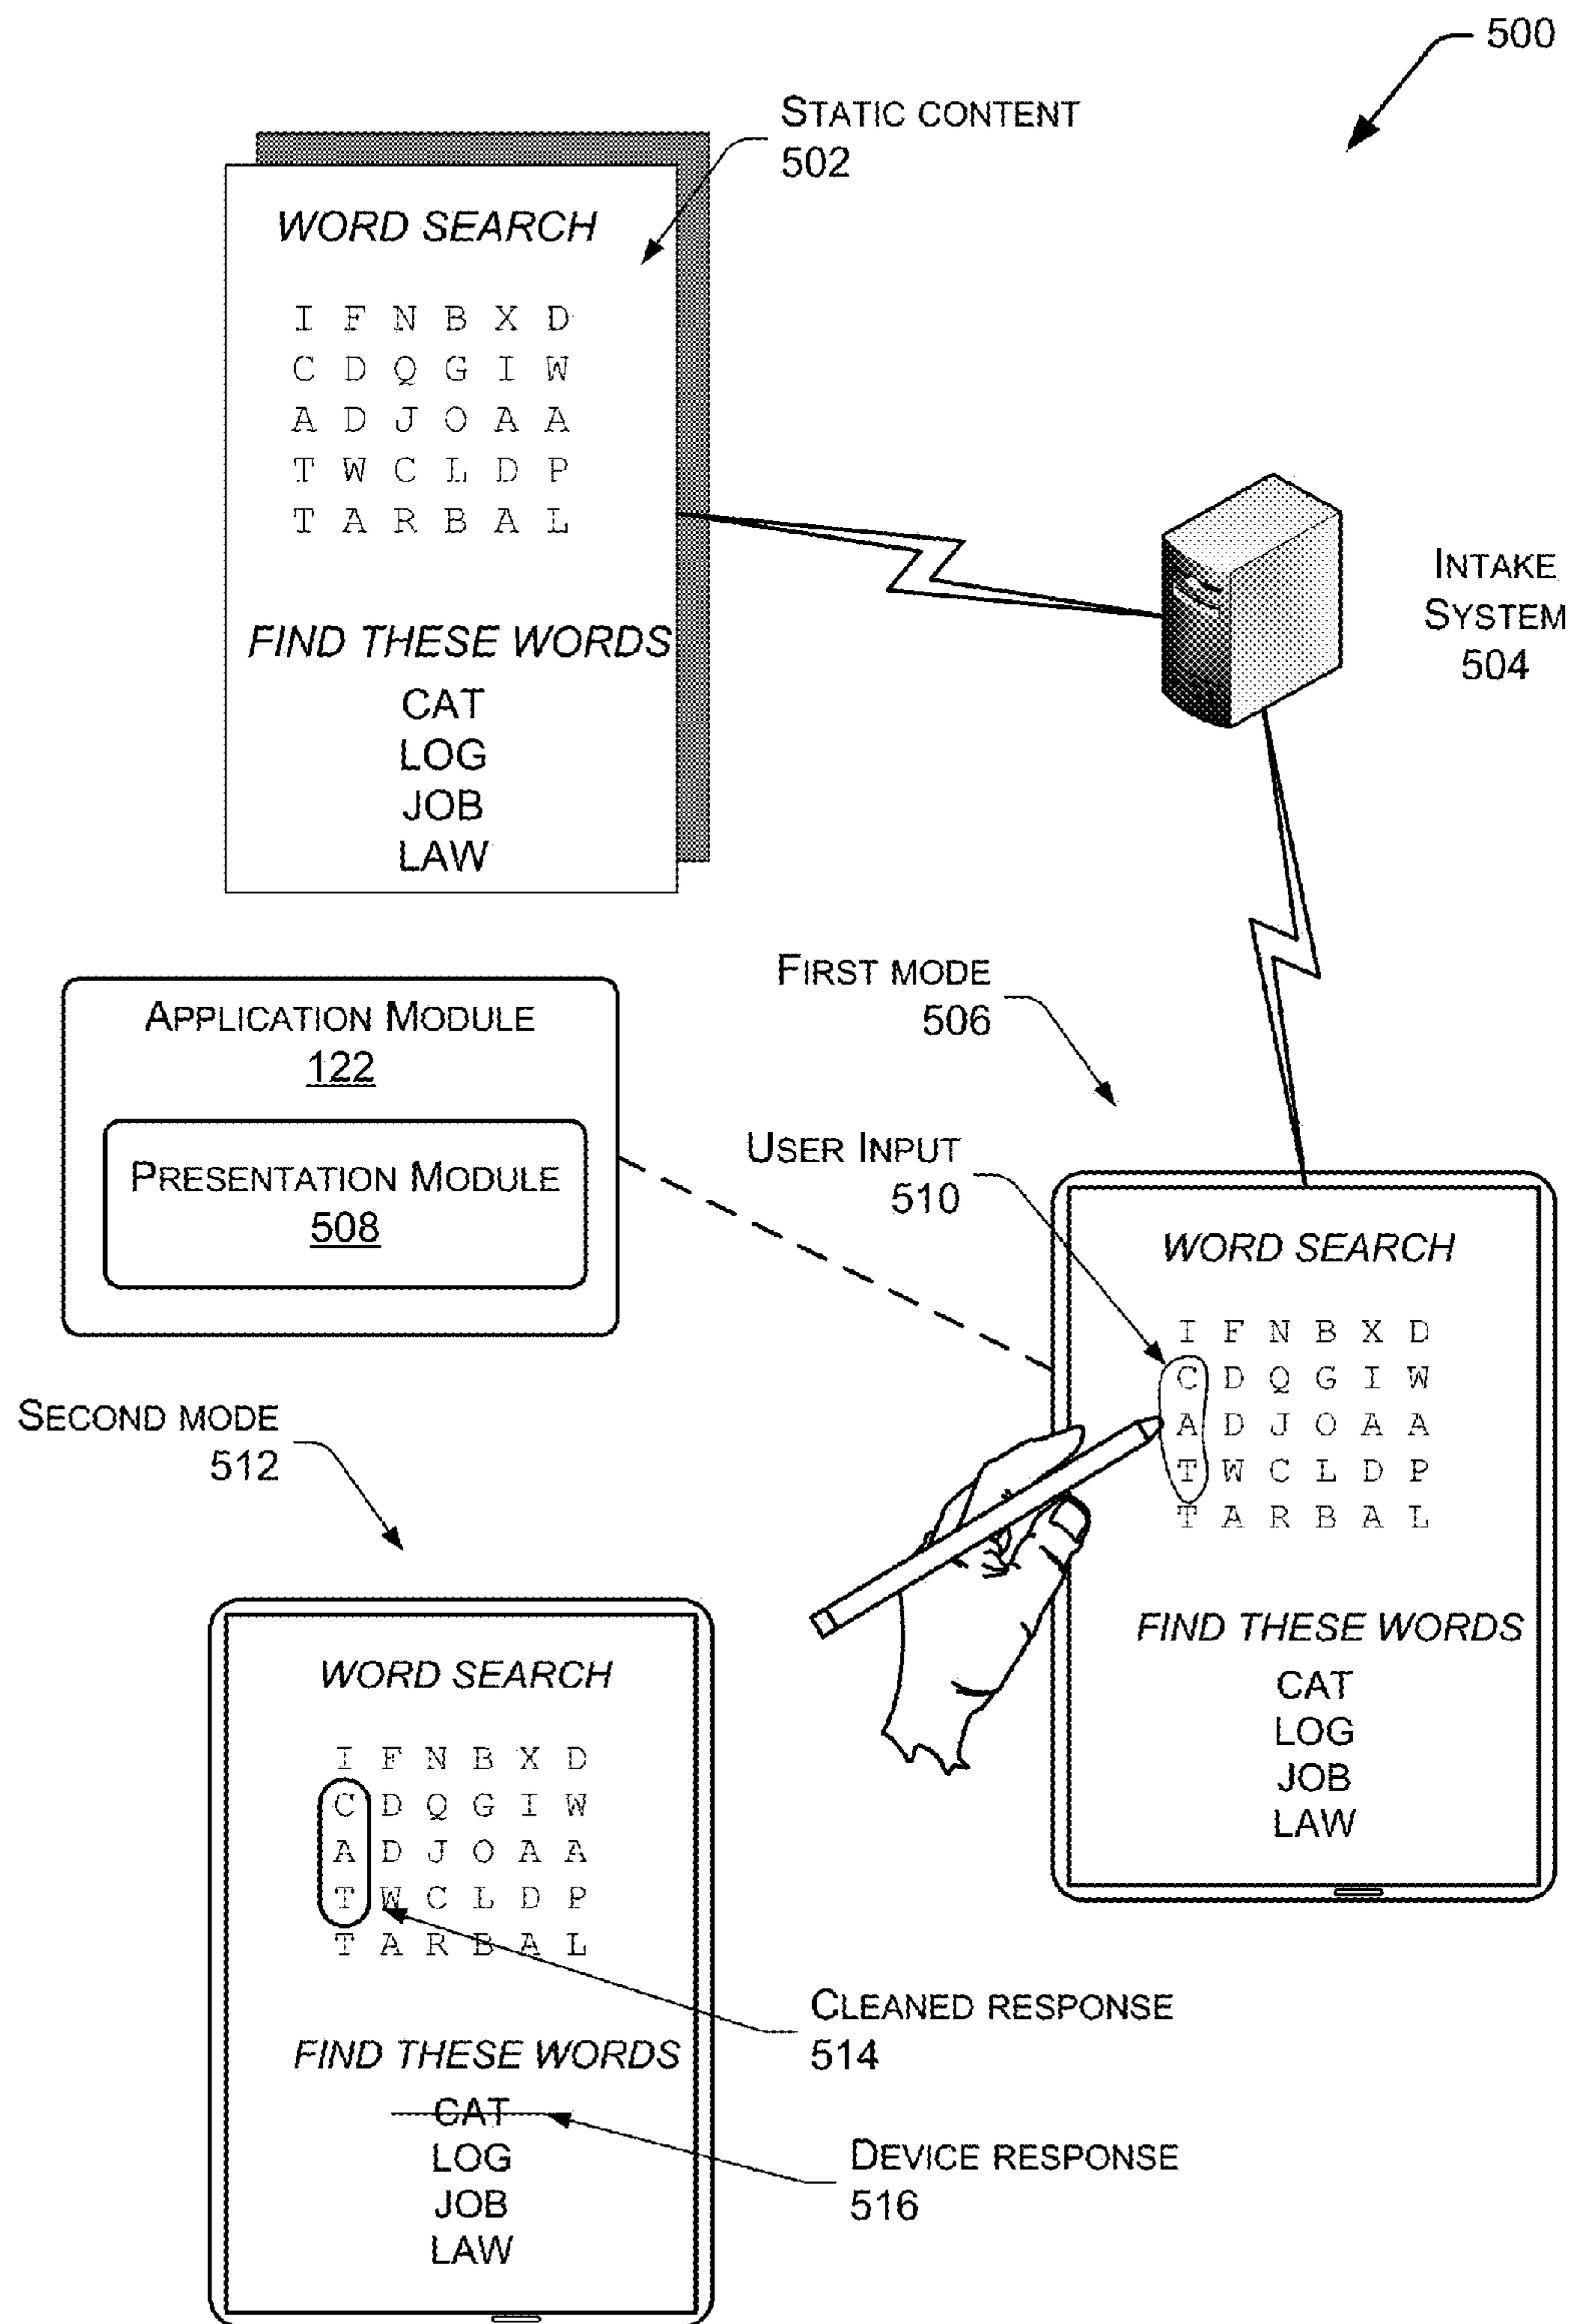 500
STATIC CONTENT
502
WORD SEARCH
I F N B X D
C D Q G I W
A D J O A A
T W C L D P
T A R B A L
FIND THESE WORDS
CAT
LOG
JOB
LAW
INTAKE
SYSTEM
504
APPLICATION MODULE
122
PRESENTATION MODULE
508
FIRST MODE
506
USER INPUT
510
WORD SEARCH
I F N B X D
C D Q G I W
A D J O A A
T W C L D P
T A R B A L
FIND THESE WORDS
CAT
LOG
JOB
LAW
SECOND MODE
512
WORD SEARCH
I F N B X D
C D Q G I W
A D J O A A
T W C L D P
T A R B A L
FIND THESE WORDS
CAT
LOG
JOB
LAW
CLEANED RESPONSE
514
DEVICE RESPONSE
516